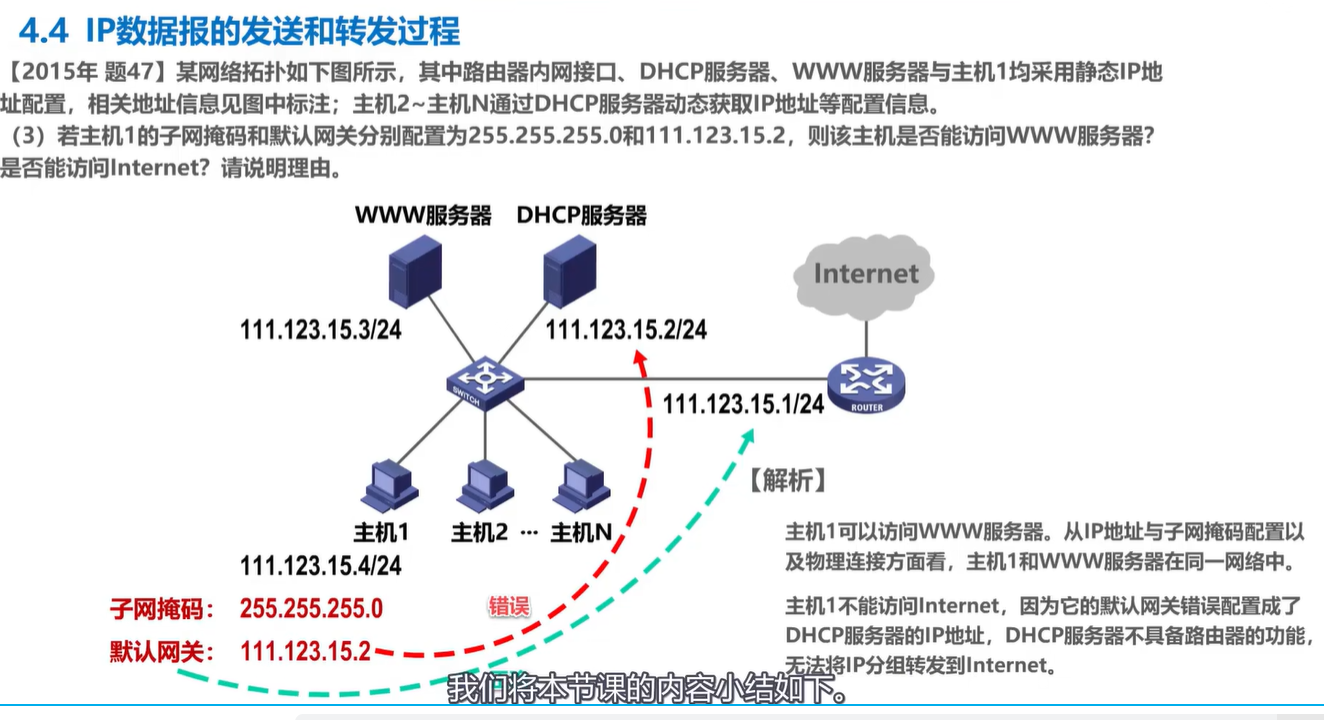 4.4 IP数据报的发送和转发过程
【2015年 题47】某网络拓扑如下图所示，其中路由器内网接口、DHCP服务器、WWW服务器与主机1均采用静态IP地
址配置，相关地址信息见图中标注；主机2~主机N通过DHCP服务器动态获取IP地址等配置信息。
（3）若主机1的子网掩码和默认网关分别配置为255.255.255.0和111.123.15.2，则该主机是否能访问WWW服务器？
是否能访问Internet？请说明理由。
WWW服务器 DHCP服务器
Internet
111.123.15.3/24 111.123.15.2/24
SWITCH
111.123.15.1/24
ROUTER
【解析】
主机1 主机2 … 主机N
111.123.15.4/24
子网掩码： 255.255.255.0
默认网关： 111.123.15.2
错误
主机1可以访问WWW服务器。从IP地址与子网掩码配置以
及物理连接方面看，主机1和WWW服务器在同一网络中。
主机1不能访问Internet，因为它的默认网关错误配置成了
DHCP服务器的IP地址，DHCP服务器不具备路由器的功能，
无法将IP分组转发到Internet。
我们将本节课的内容小结如下。